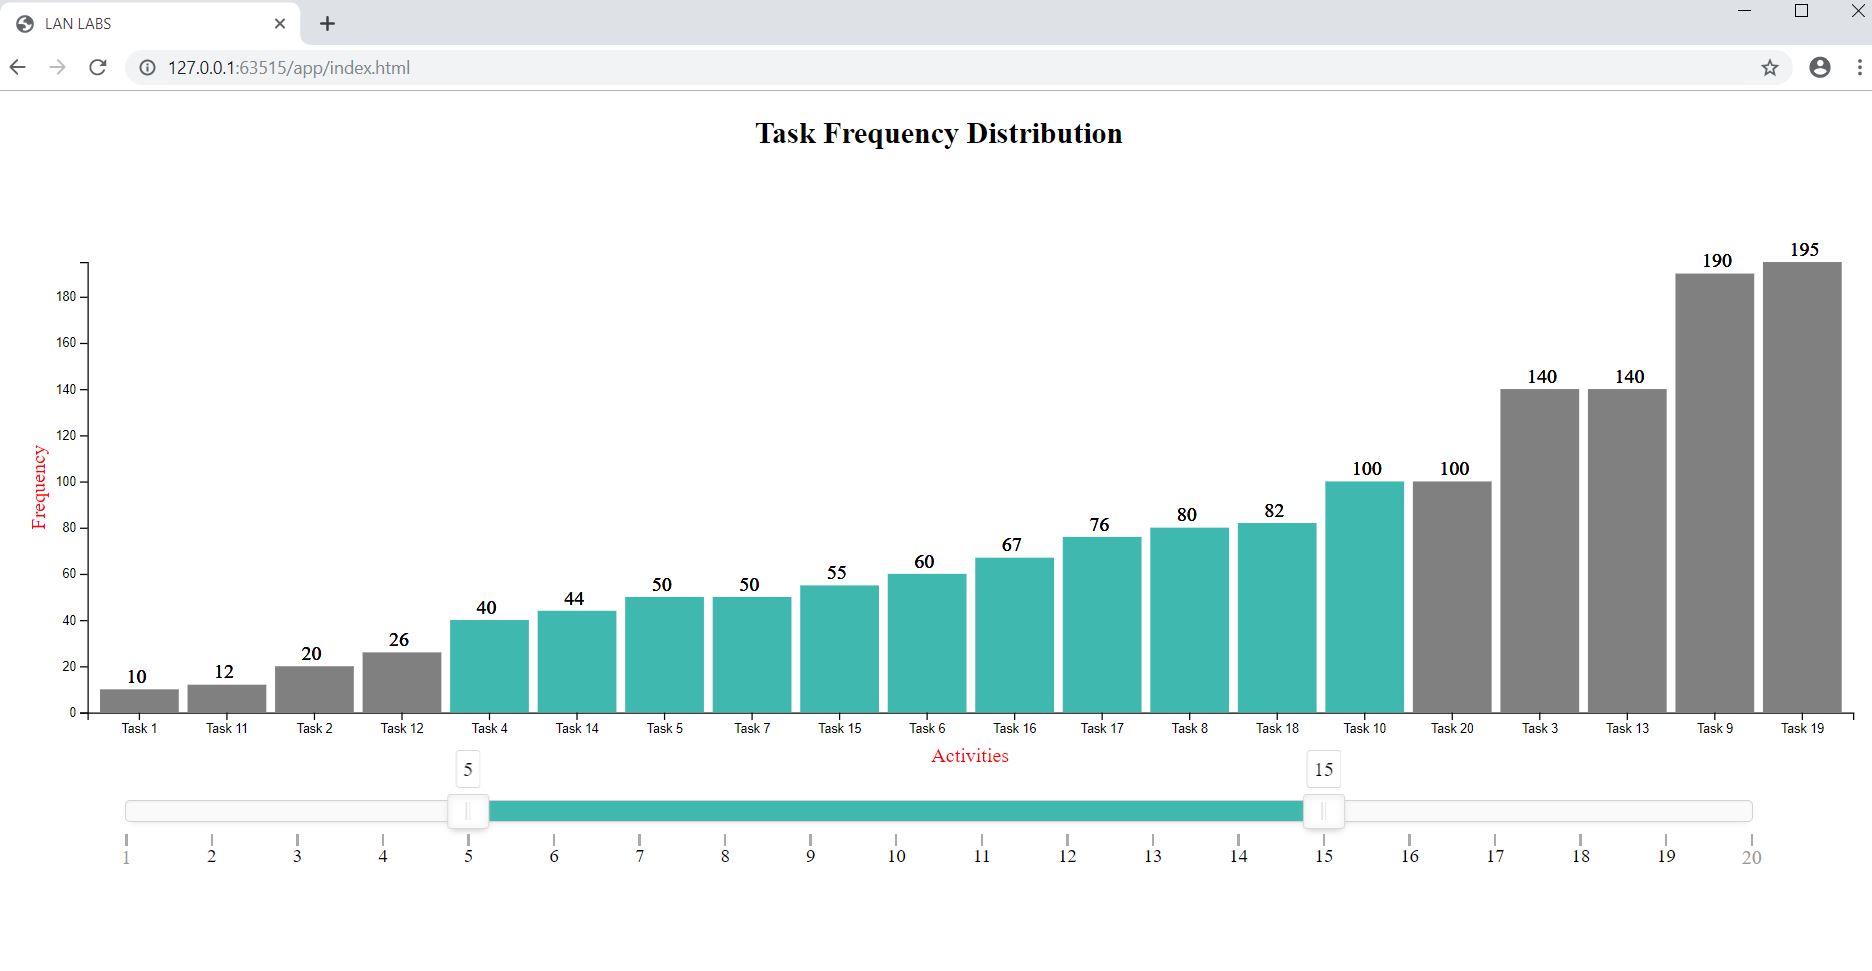 LAN LABS
127.0.0.1:63515/app/index.html
Task Frequency Distribution
Frequency
180
160
140
120
100
80
60
40
20
0
10 12 20 26 40 44 50 50 55 60 67 76 80 82 100 100 140 140 190 195
Task 1 Task 11 Task 2 Task 12 Task 4 Task 14 Task 5 Task 7 Task 15 Task 6 Task 16 Task 17 Task 8 Task 18 Task 10 Task 20 Task 3 Task 13 Task 9 Task 19
Activities
5 15
1 2 3 4 5 6 7 8 9 10 11 12 13 14 15 16 17 18 19 20